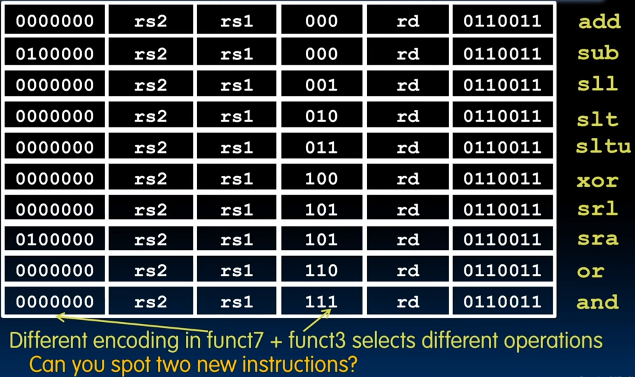 0000000 rs2 rs1 000 rd 0110011 add
0100000 rs2 rs1 000 rd 0110011 sub
0000000 rs2 rs1 001 rd 0110011 sll
0000000 rs2 rs1 010 rd 0110011 slt
0000000 rs2 rs1 011 rd 0110011 sltu
0000000 rs2 rs1 100 rd 0110011 xor
0000000 rs2 rs1 101 rd 0110011 srl
0100000 rs2 rs1 101 rd 0110011 sra
0000000 rs2 rs1 110 rd 0110011 or
0000000 rs2 rs1 111 rd 0110011 and
Different encoding in funct7 + funct3 selects different operations
Can you spot two new instructions?